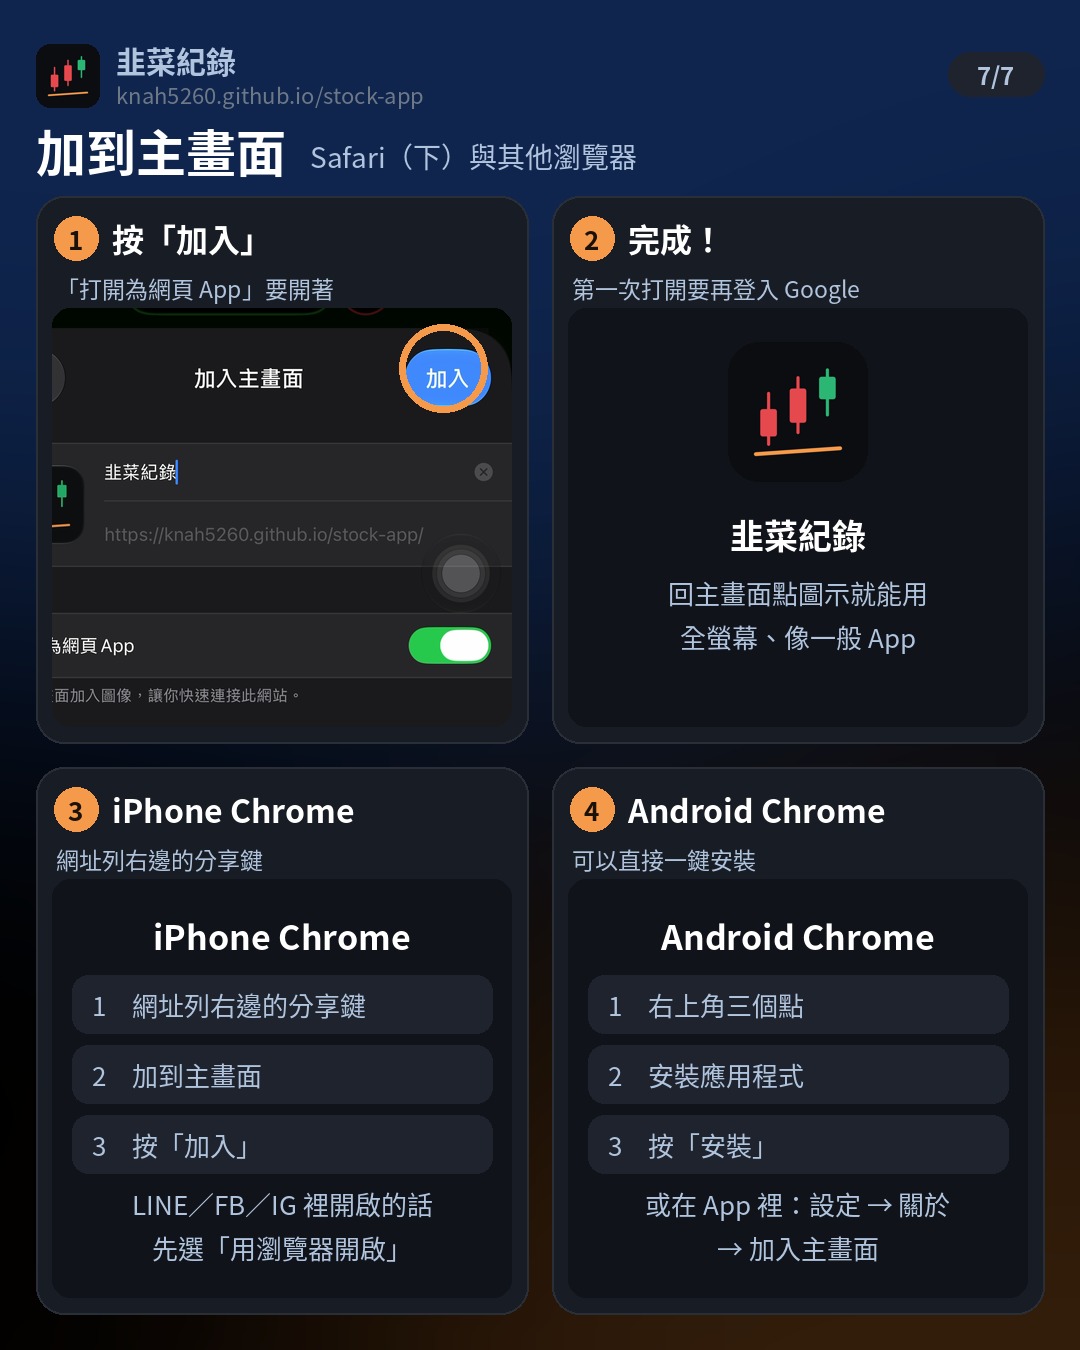 韭菜紀錄
knah5260.github.io/stock-app
7/7
加到主畫面 Safari（下）與其他瀏覽器
1 按「加入」
「打開為網頁 App」要開著
加入主畫面
加入
韭菜紀錄
https://knah5260.github.io/stock-app/
為網頁 App
面加入圖像，讓你快速連接此網站。
2 完成！
第一次打開要再登入 Google
韭菜紀錄
回主畫面點圖示就能用
全螢幕、像一般 App
3 iPhone Chrome
網址列右邊的分享鍵
iPhone Chrome
1 網址列右邊的分享鍵
2 加到主畫面
3 按「加入」
LINE／FB／IG 裡開啟的話
先選「用瀏覽器開啟」
4 Android Chrome
可以直接一鍵安裝
Android Chrome
1 右上角三個點
2 安裝應用程式
3 按「安裝」
或在 App 裡：設定 → 關於
→ 加入主畫面